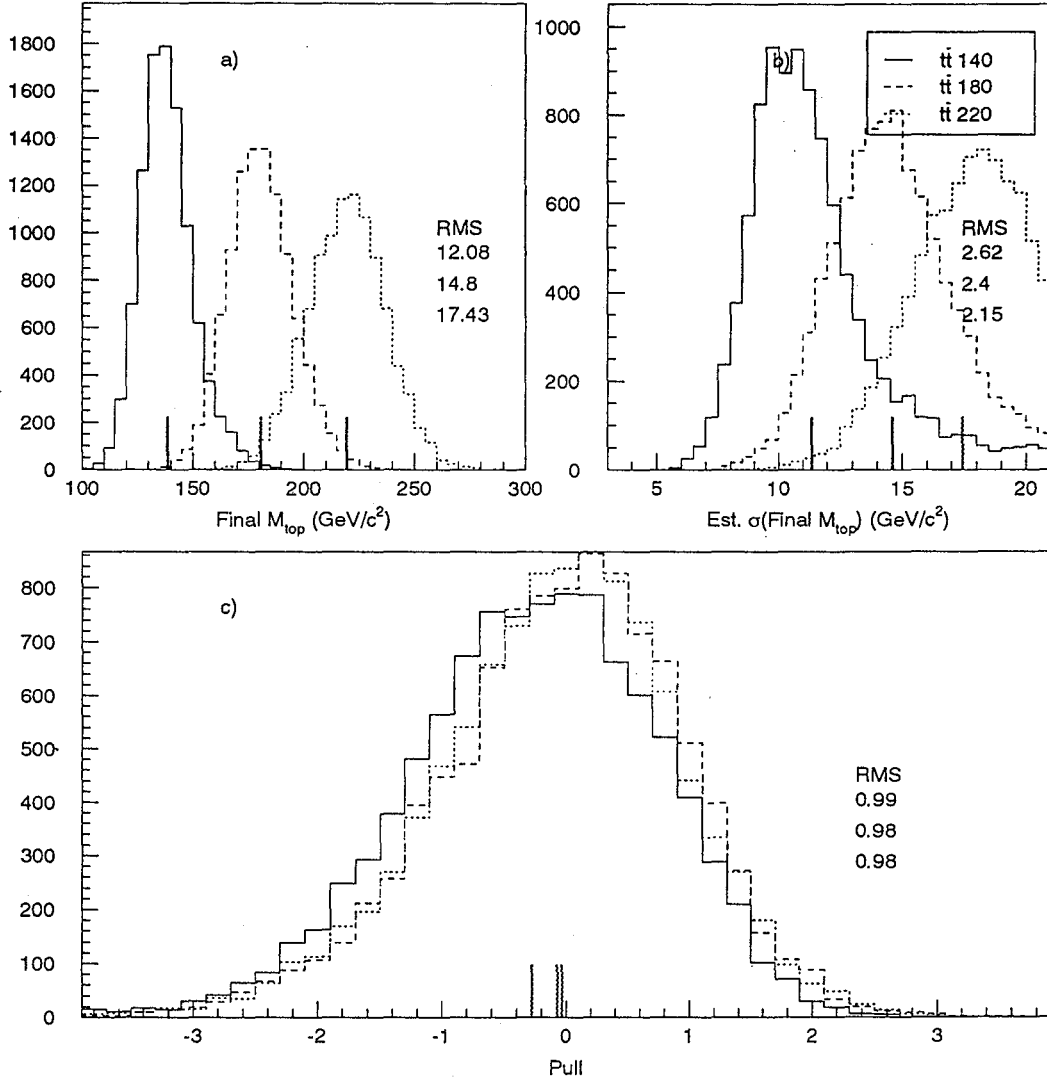 a)
1800
1600
1400
1200
1000
800
600
400
200
0
RMS
12.08
14.8
17.43
100 150 200 250 300
Final M_top (GeV/c²)
b)
tt̄ 140
tt̄ 180
tt̄ 220
1000
800
600
400
200
0
RMS
2.62
2.4
2.15
5 10 15 20
Est. σ(Final M_top) (GeV/c²)
c)
800
700
600
500
400
300
200
100
0
RMS
0.99
0.98
0.98
-3 -2 -1 0 1 2 3
Pull